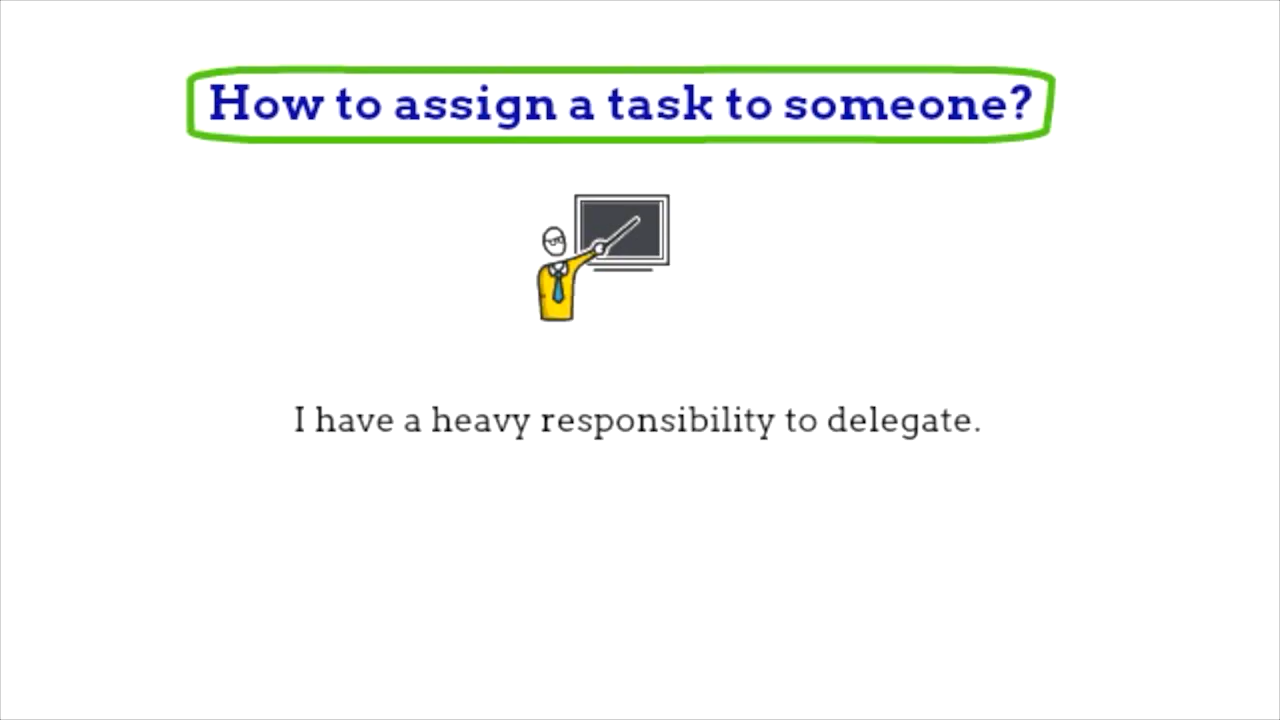 How to assign a task to someone?
I have a heavy responsibility to delegate.